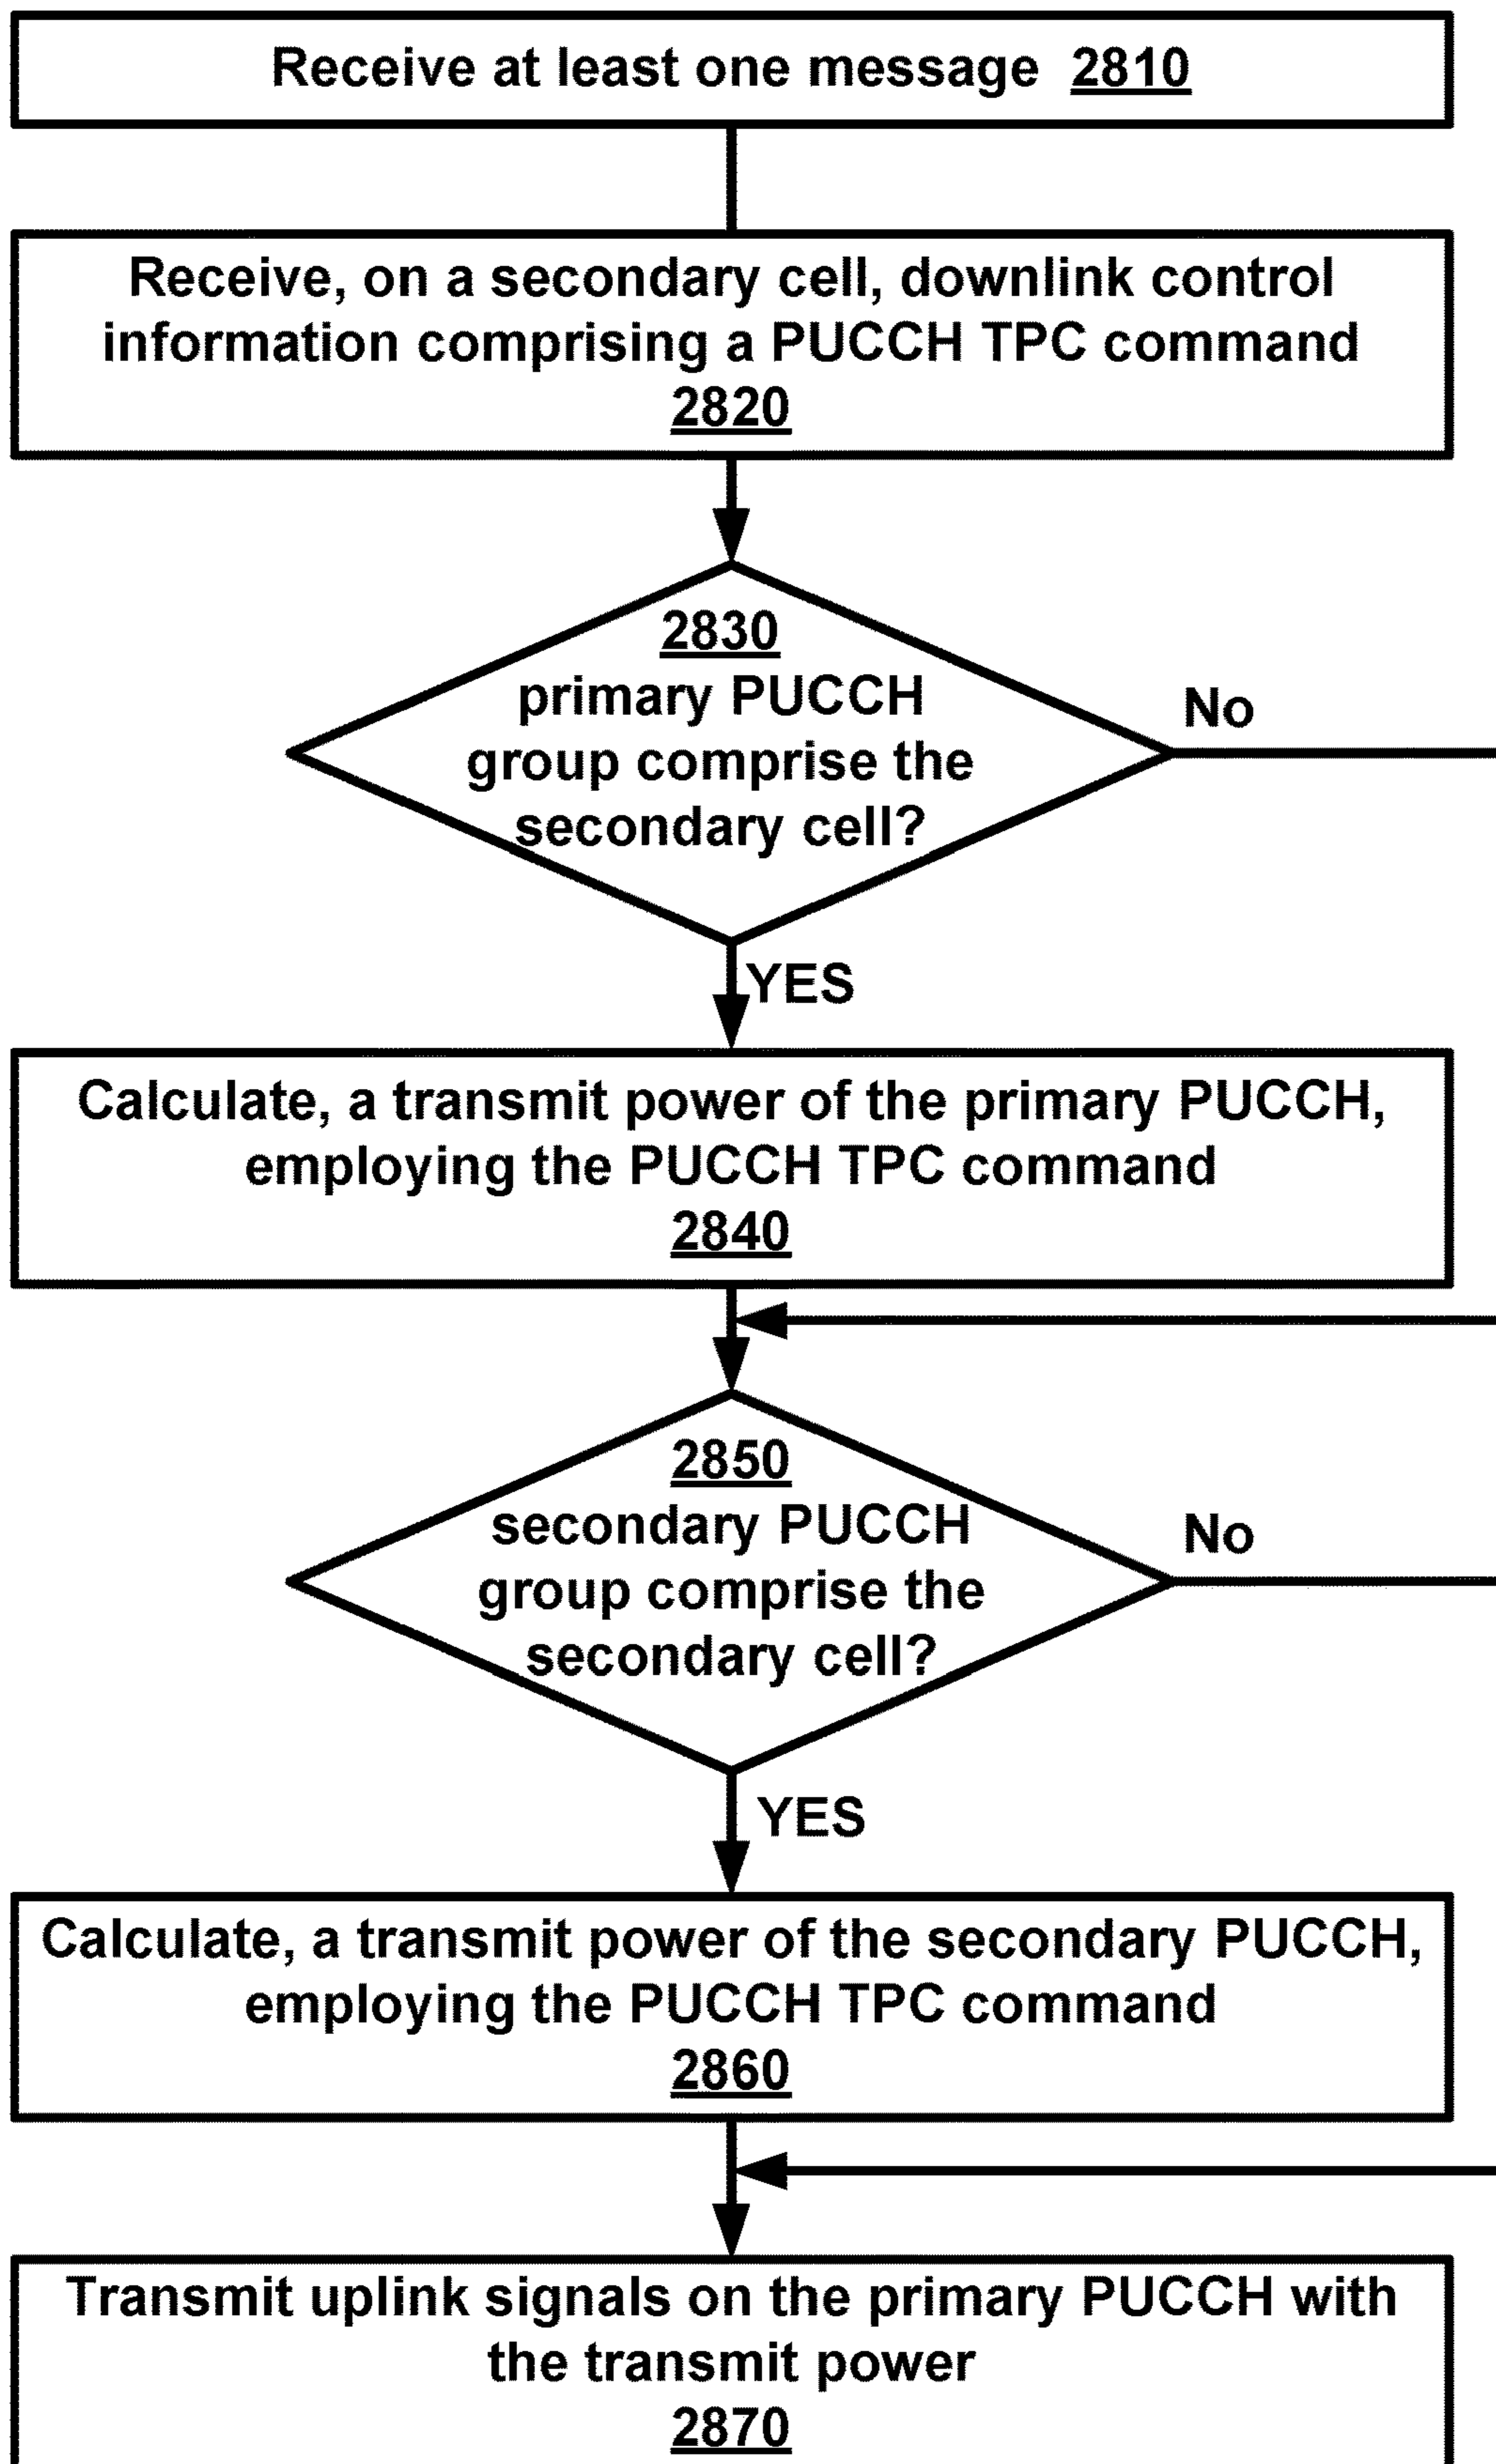 Receive at least one message 2810
Receive, on a secondary cell, downlink control
information comprising a PUCCH TPC command
2820
2830
primary PUCCH
group comprise the
secondary cell?
No
YES
Calculate, a transmit power of the primary PUCCH,
employing the PUCCH TPC command
2840
2850
secondary PUCCH
group comprise the
secondary cell?
No
YES
Calculate, a transmit power of the secondary PUCCH,
employing the PUCCH TPC command
2860
Transmit uplink signals on the primary PUCCH with
the transmit power
2870